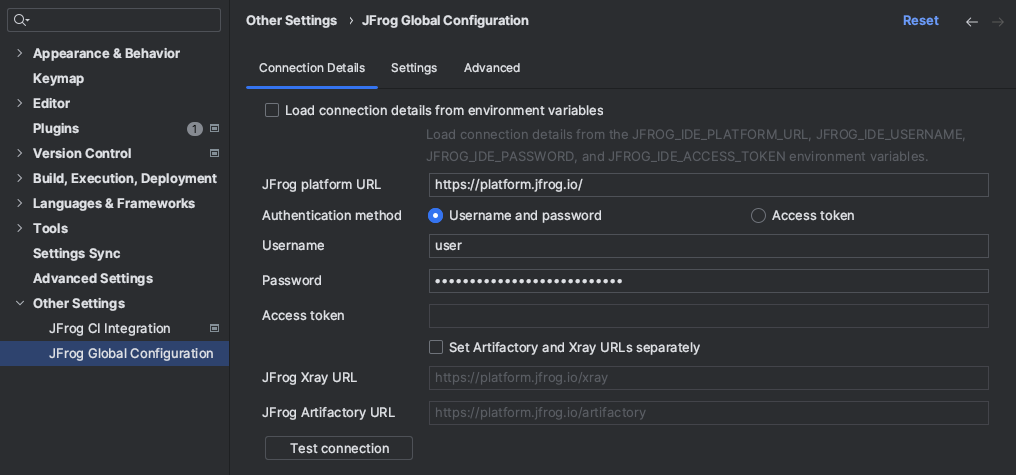 Appearance & Behavior
Keymap
Editor
Plugins 1
Version Control
Build, Execution, Deployment
Languages & Frameworks
Tools
Settings Sync
Advanced Settings
Other Settings
JFrog CI Integration
JFrog Global Configuration
Other Settings › JFrog Global Configuration Reset
Connection Details Settings Advanced
Load connection details from environment variables
Load connection details from the JFROG_IDE_PLATFORM_URL, JFROG_IDE_USERNAME,
JFROG_IDE_PASSWORD, and JFROG_IDE_ACCESS_TOKEN environment variables.
JFrog platform URL https://platform.jfrog.io/
Authentication method Username and password Access token
Username user
Password •••••••••••••••••••••••••••
Access token
Set Artifactory and Xray URLs separately
JFrog Xray URL https://platform.jfrog.io/xray
JFrog Artifactory URL https://platform.jfrog.io/artifactory
Test connection